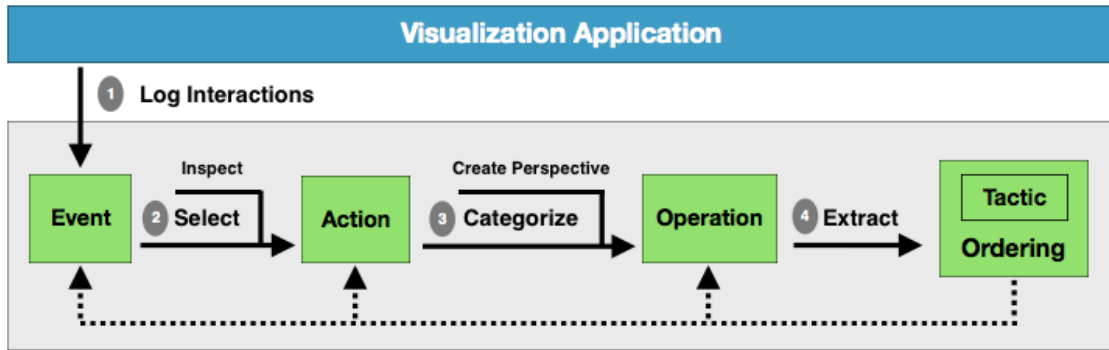 Visualization Application
1 Log Interactions
Inspect
Create Perspective
Event
2 Select
Action
3 Categorize
Operation
4 Extract
Tactic
Ordering